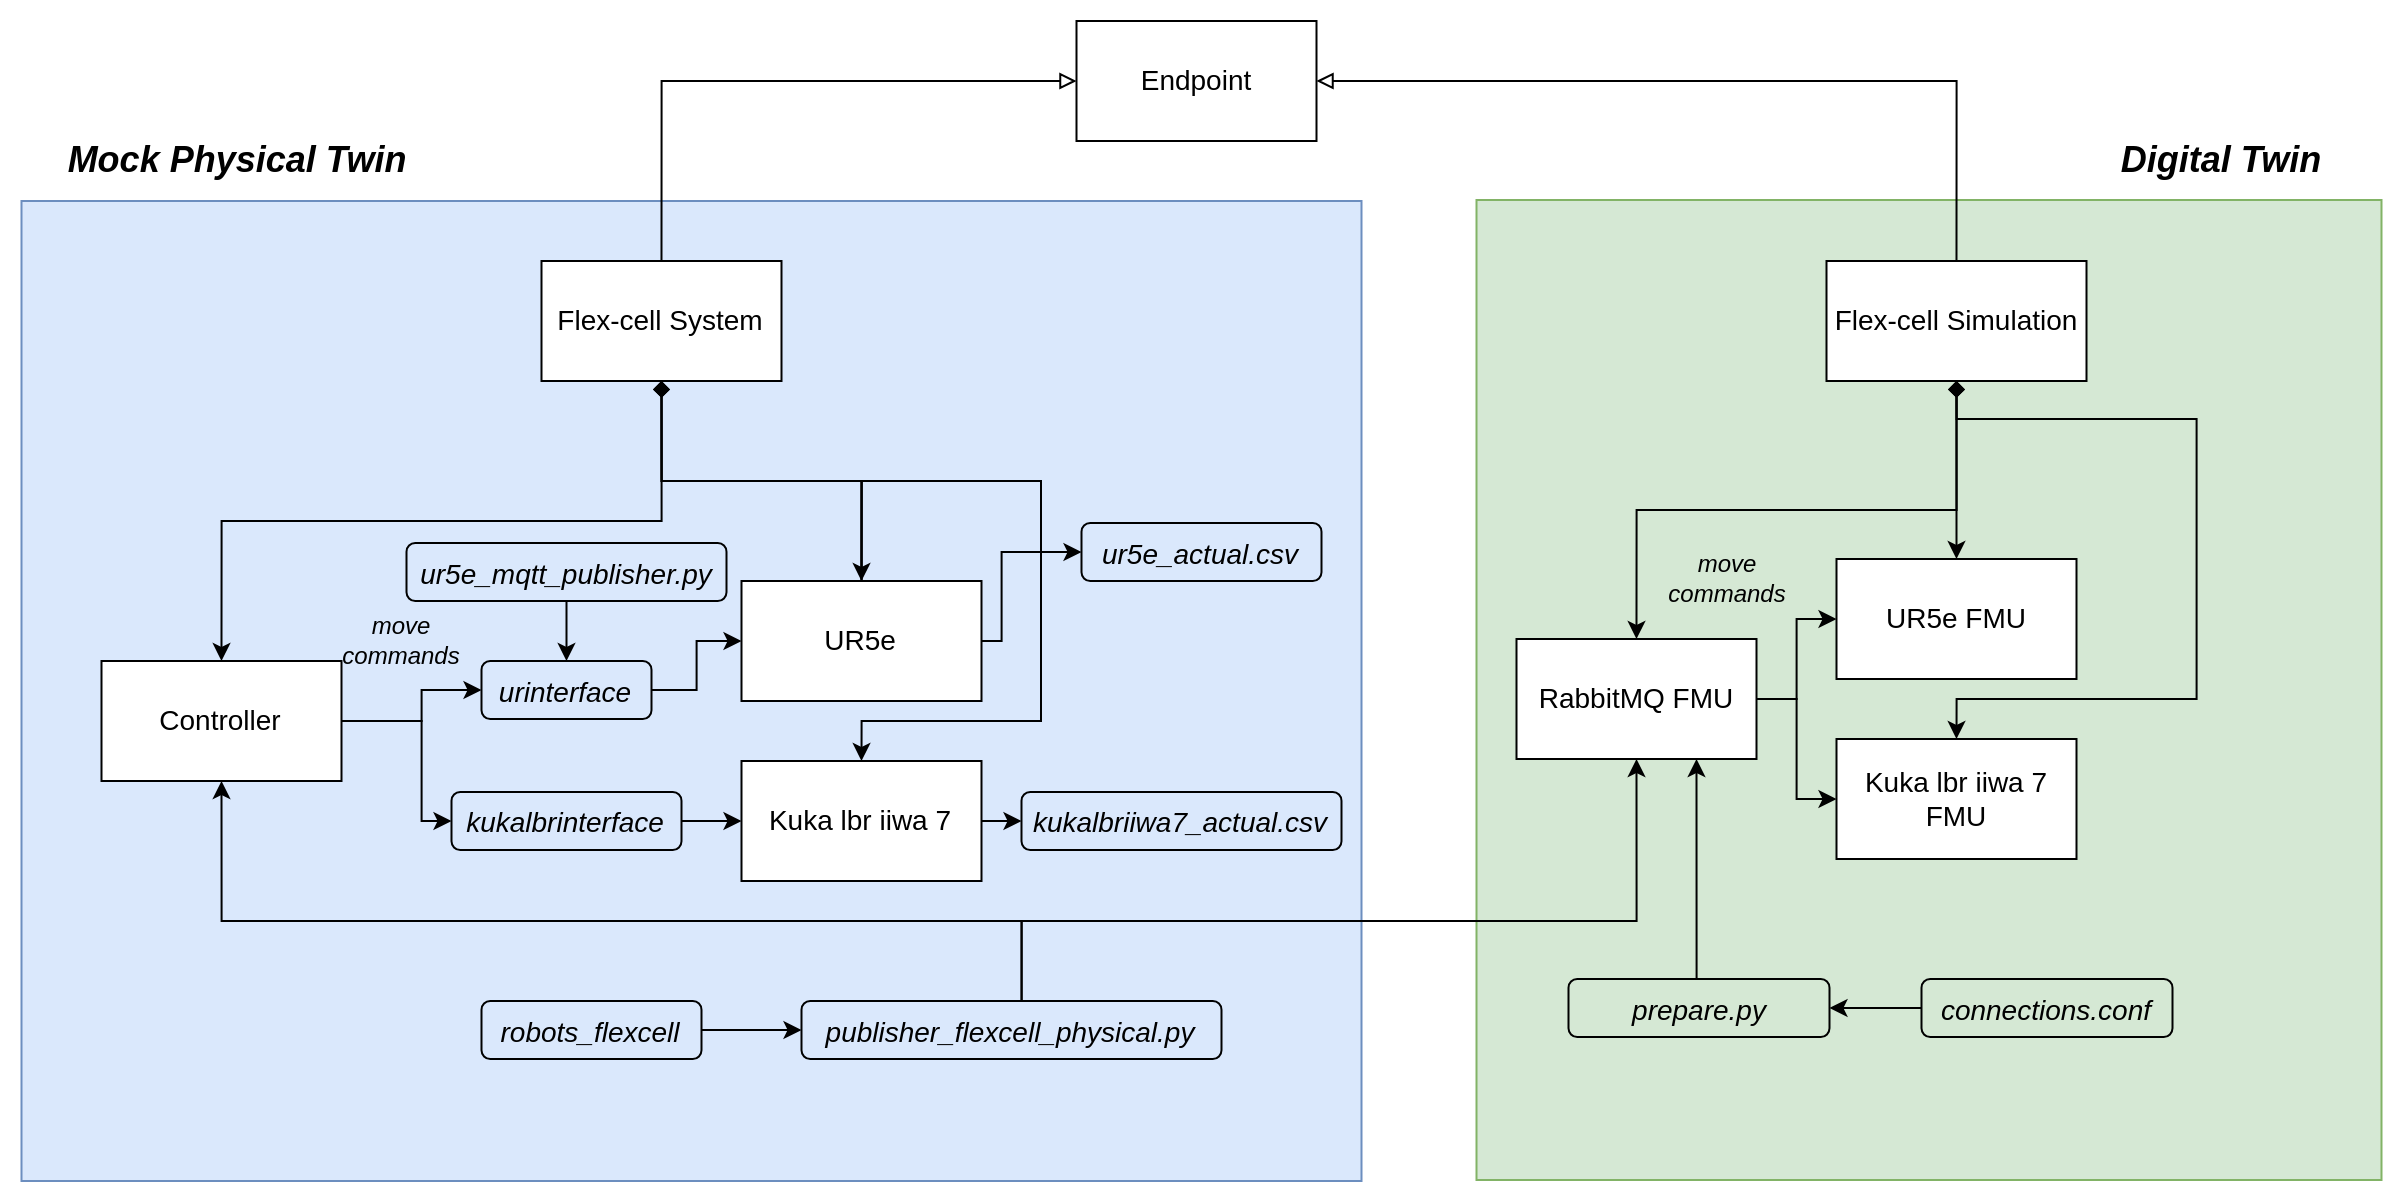 Endpoint
Mock Physical Twin
Digital Twin
Flex-cell System
Flex-cell Simulation
ur5e_mqtt_publisher.py
ur5e_actual.csv
move
commands
UR5e
urinterface
Controller
kukalbrinterface
Kuka lbr iiwa 7
kukalbriiwa7_actual.csv
robots_flexcell
publisher_flexcell_physical.py
move
commands
UR5e FMU
RabbitMQ FMU
Kuka lbr iiwa 7
FMU
prepare.py
connections.conf